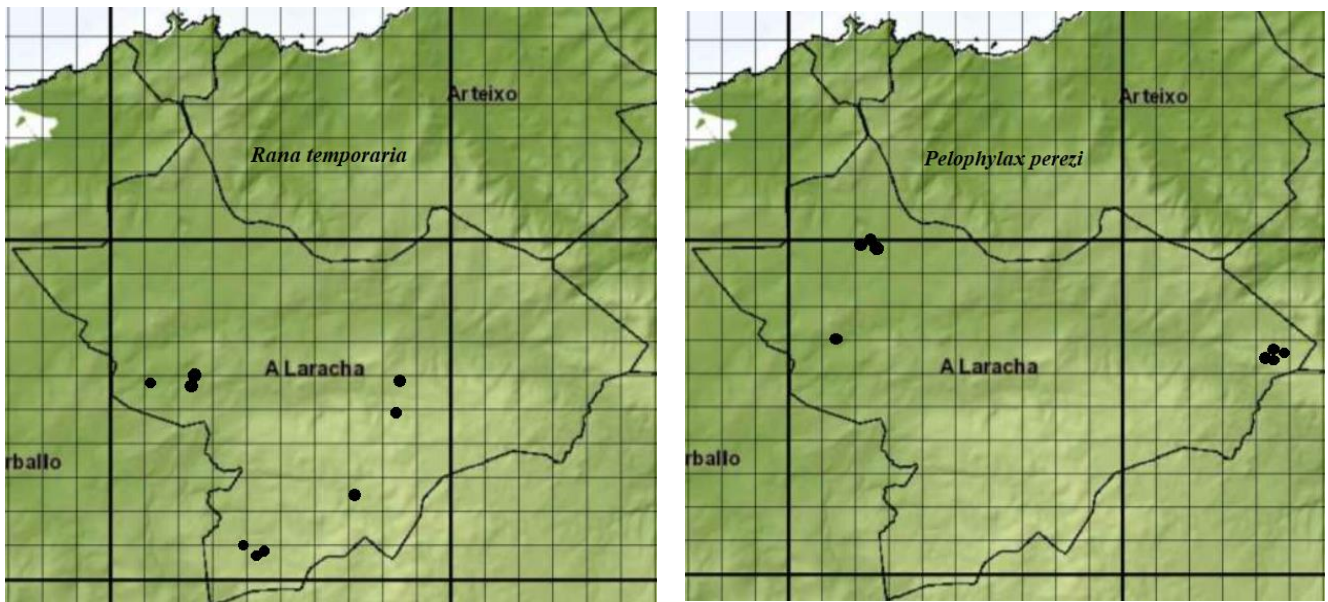 Arteixo
Rana temporaria
A Laracha
rballo
Arteixo
Pelophylax perezi
A Laracha
rballo